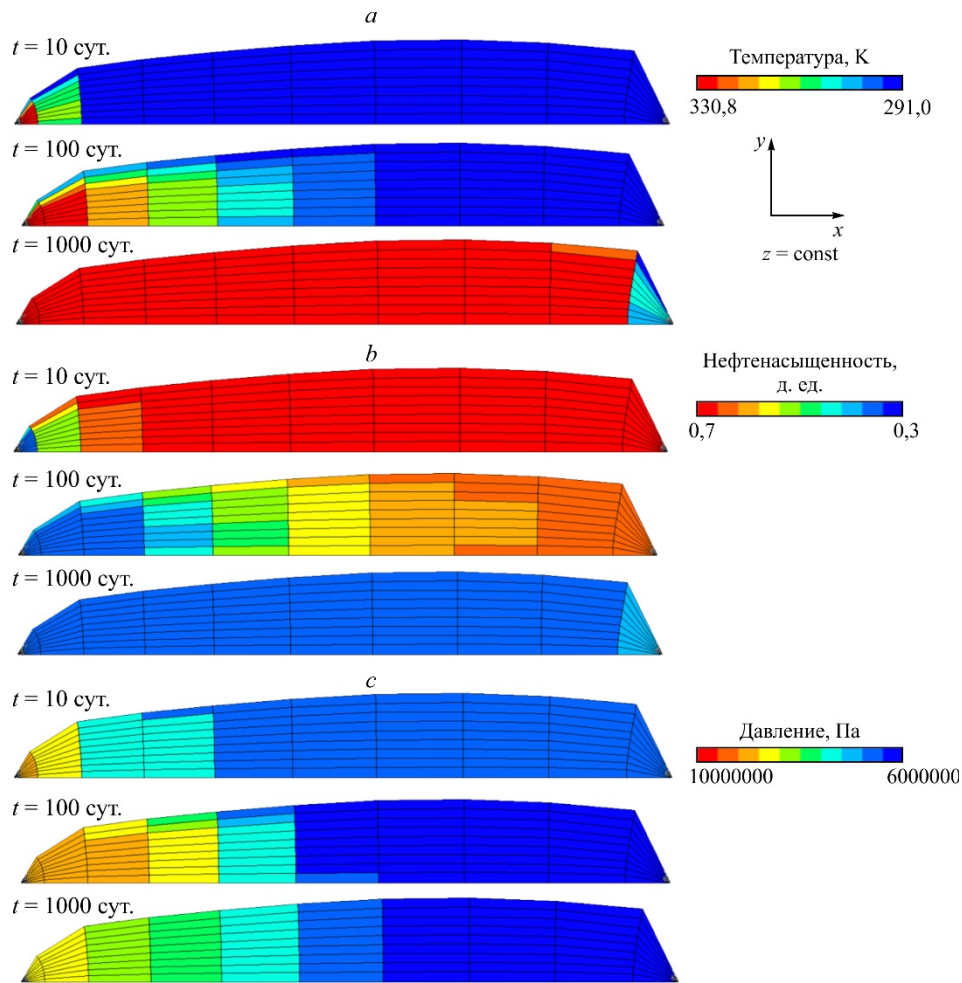 a
t = 10 сут.
Температура, К
330,8 291,0
t = 100 сут.
y
x
z = const
t = 1000 сут.
b
t = 10 сут.
Нефтенасыщенность,
д. ед.
0,7 0,3
t = 100 сут.
t = 1000 сут.
c
t = 10 сут.
Давление, Па
10000000 6000000
t = 100 сут.
t = 1000 сут.